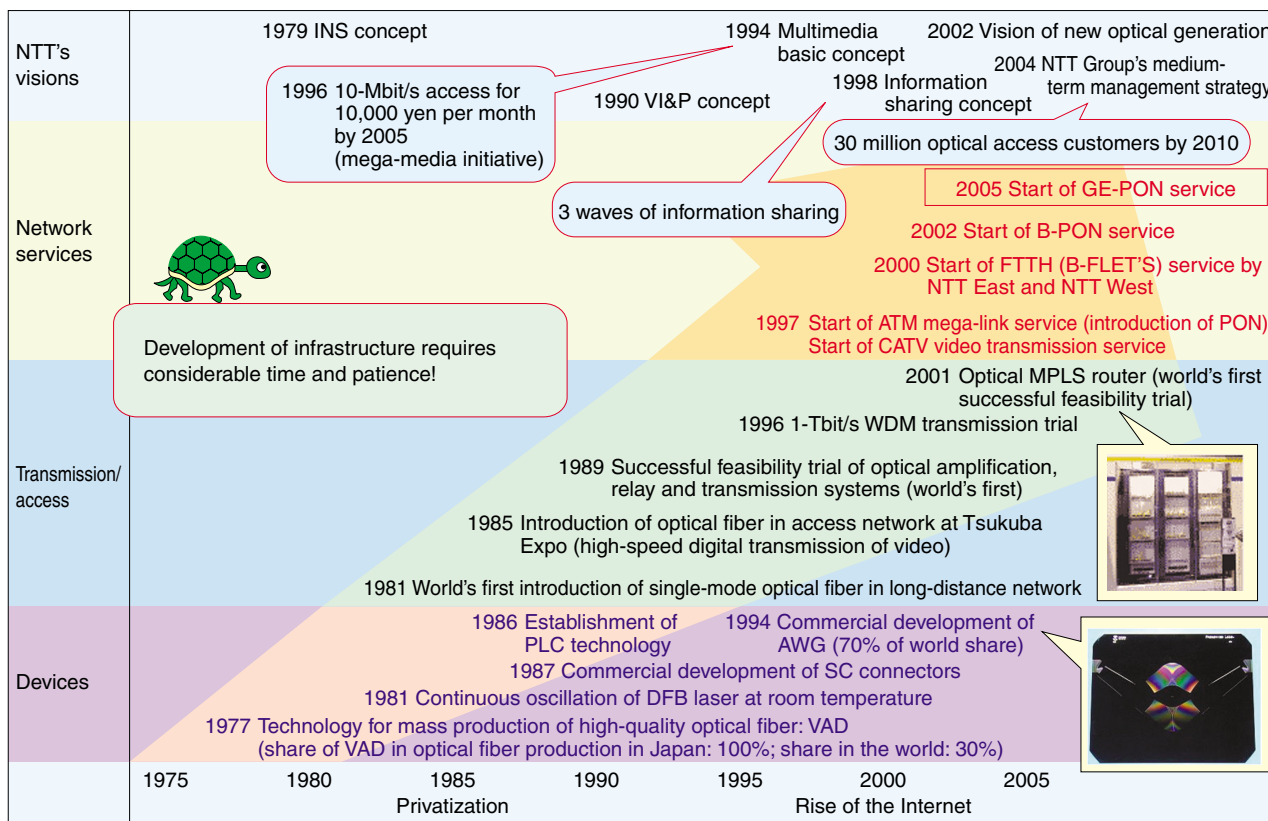 NTT's
visions
1979 INS concept
1994 Multimedia
basic concept
2002 Vision of new optical generation
2004 NTT Group's medium-
term management strategy
1996 10-Mbit/s access for
10,000 yen per month
by 2005
(mega-media initiative)
1990 VI&P concept
1998 Information
sharing concept
30 million optical access customers by 2010
3 waves of information sharing
Network
services
2005 Start of GE-PON service
2002 Start of B-PON service
2000 Start of FTTH (B-FLET'S) service by
NTT East and NTT West
1997 Start of ATM mega-link service (introduction of PON)
Start of CATV video transmission service
Development of infrastructure requires
considerable time and patience!
Transmission/
access
2001 Optical MPLS router (world's first
successful feasibility trial)
1996 1-Tbit/s WDM transmission trial
1989 Successful feasibility trial of optical amplification,
relay and transmission systems (world's first)
1985 Introduction of optical fiber in access network at Tsukuba
Expo (high-speed digital transmission of video)
1981 World's first introduction of single-mode optical fiber in long-distance network
Devices
1986 Establishment of
PLC technology
1994 Commercial development of
AWG (70% of world share)
1987 Commercial development of SC connectors
1981 Continuous oscillation of DFB laser at room temperature
1977 Technology for mass production of high-quality optical fiber: VAD
(share of VAD in optical fiber production in Japan: 100%; share in the world: 30%)
1975 1980 1985 1990 1995 2000 2005
Privatization Rise of the Internet